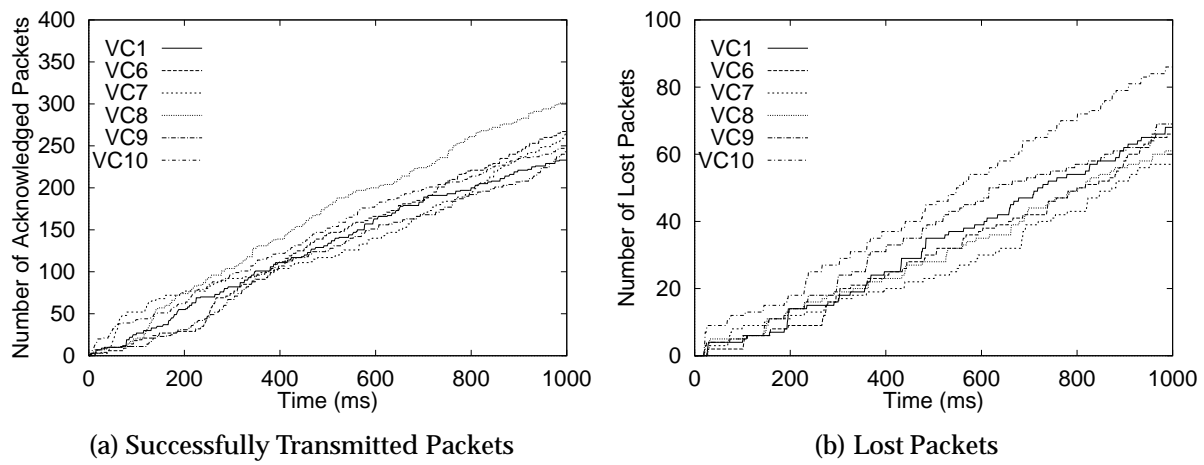 Number of Acknowledged Packets
400
350
300
250
200
150
100
50
0
VC1
VC6
VC7
VC8
VC9
VC10
0 200 400 600 800 1000
Time (ms)
(a) Successfully Transmitted Packets
Number of Lost Packets
100
80
60
40
20
0
VC1
VC6
VC7
VC8
VC9
VC10
0 200 400 600 800 1000
Time (ms)
(b) Lost Packets